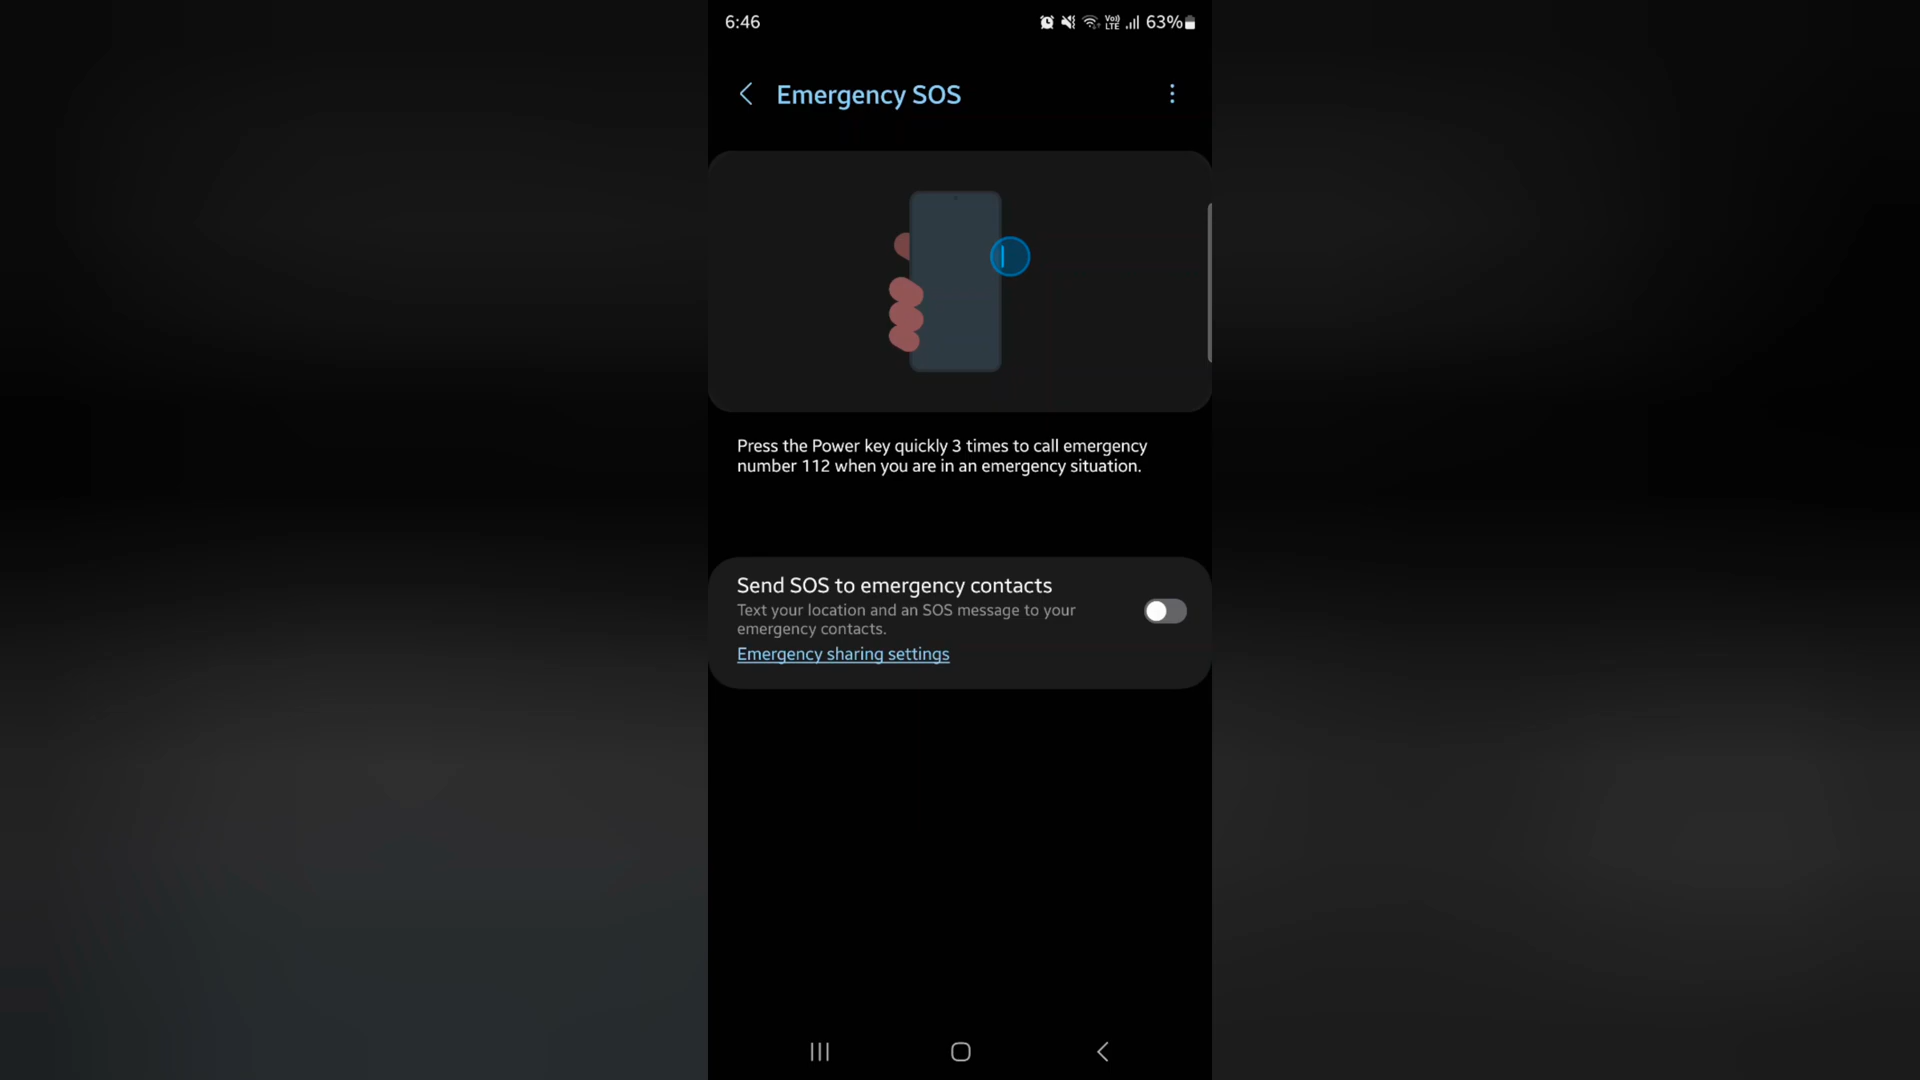 6:46
Vo)) LTE 63%
Emergency SOS
Press the Power key quickly 3 times to call emergency
number 112 when you are in an emergency situation.
Send SOS to emergency contacts
Text your location and an SOS message to your
emergency contacts.
Emergency sharing settings